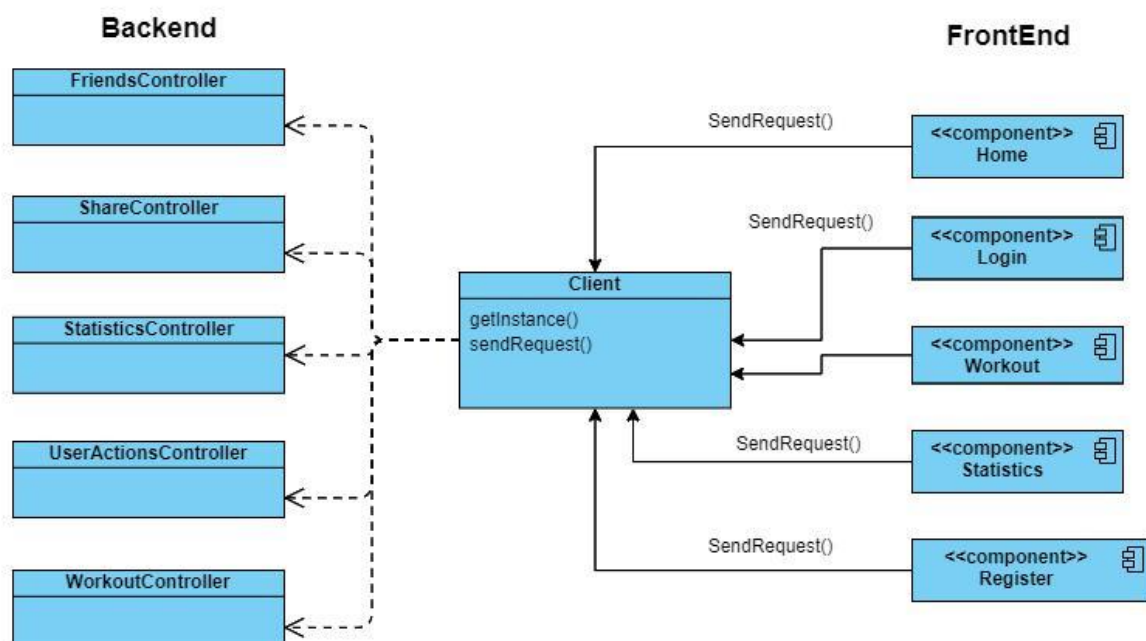 Backend
FriendsController
ShareController
StatisticsController
UserActionsController
WorkoutController
Client
getInstance()
sendRequest()
FrontEnd
SendRequest()
<<component>>
Home
SendRequest()
<<component>>
Login
<<component>>
Workout
SendRequest()
<<component>>
Statistics
SendRequest()
<<component>>
Register